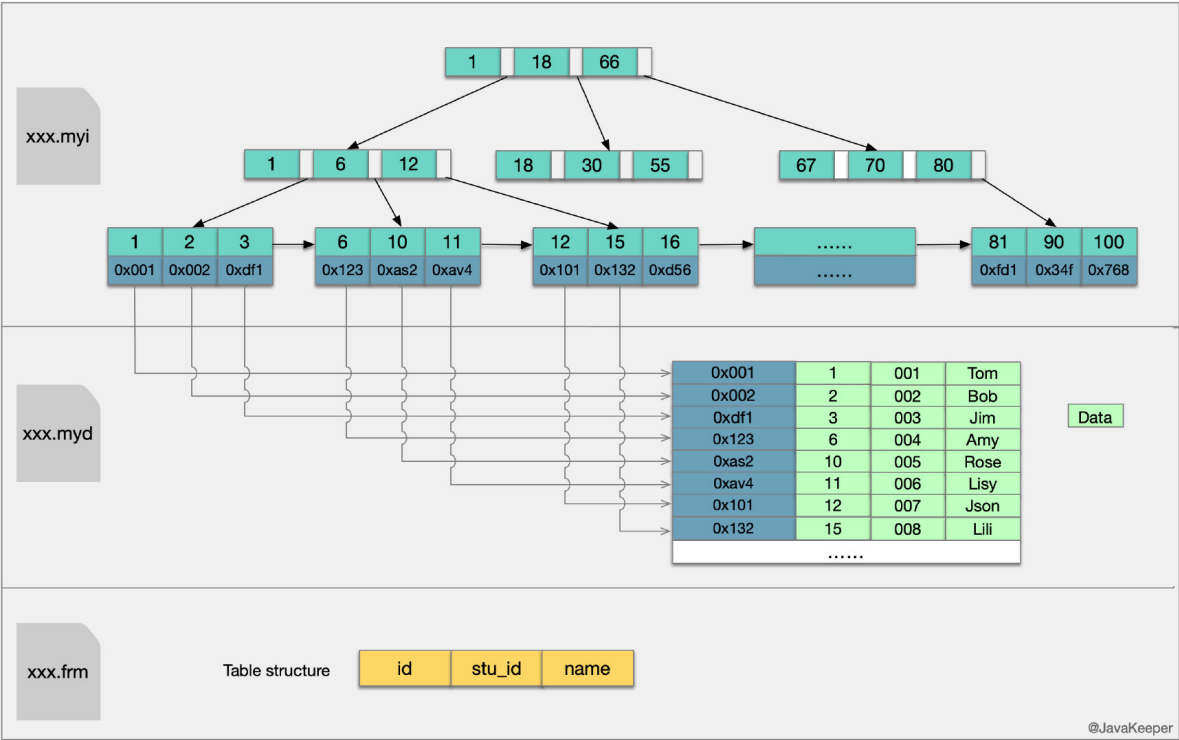 1 18 66
xxx.myi
1 6 12
18 30 55
67 70 80
1 2 3
0x001 0x002 0xdf1
6 10 11
0x123 0xas2 0xav4
12 15 16
0x101 0x132 0xd56
......
......
81 90 100
0xfd1 0x34f 0x768
xxx.myd
0x001 1 001 Tom
0x002 2 002 Bob
0xdf1 3 003 Jim
0x123 6 004 Amy
0xas2 10 005 Rose
0xav4 11 006 Lisy
0x101 12 007 Json
0x132 15 008 Lili
......
Data
xxx.frm
Table structure
id stu_id name
@JavaKeeper